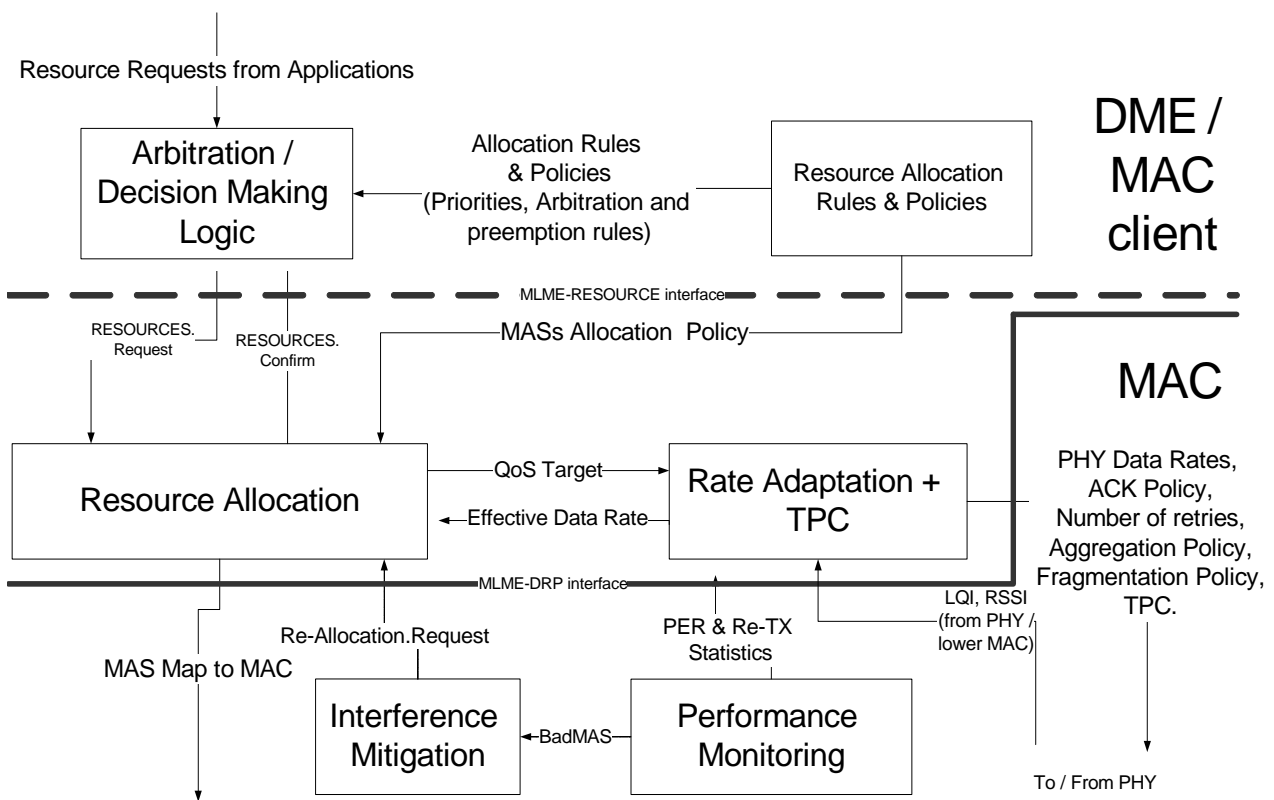 Resource Requests from Applications
DME /
MAC
client
Arbitration /
Decision Making
Logic
Allocation Rules
& Policies
(Priorities, Arbitration and
preemption rules)
Resource Allocation
Rules & Policies
MLME-RESOURCE interface
RESOURCES.
Request
RESOURCES.
Confirm
MASs Allocation Policy
MAC
Resource Allocation
QoS Target
Effective Data Rate
Rate Adaptation +
TPC
PHY Data Rates,
ACK Policy,
Number of retries,
Aggregation Policy,
Fragmentation Policy,
TPC.
MLME-DRP interface
Re-Allocation.Request
PER & Re-TX
Statistics
LQI, RSSI
(from PHY /
lower MAC)
MAS Map to MAC
Interference
Mitigation
BadMAS
Performance
Monitoring
To / From PHY